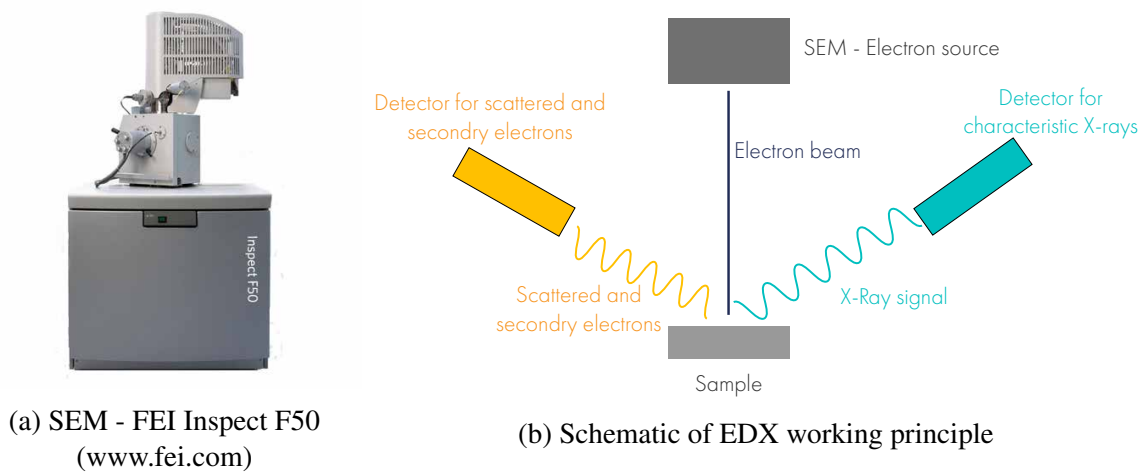 Inspect F50
(a) SEM - FEI Inspect F50
(www.fei.com)
SEM - Electron source
Detector for scattered and
secondry electrons
Detector for
characteristic X-rays
Electron beam
Scattered and
secondry electrons
X-Ray signal
Sample
(b) Schematic of EDX working principle